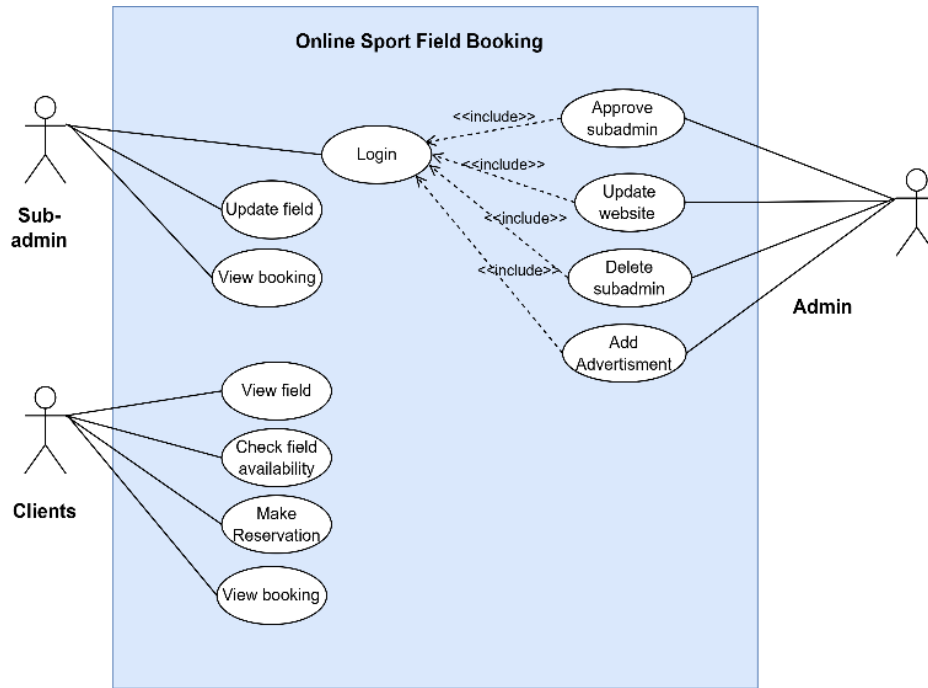 Online Sport Field Booking
<<include>>
Approve
subadmin
Login
<<include>>
Update
website
Sub-
admin
Update field
<<include>>
View booking
<<include>>
Delete
subadmin
Admin
Add
Advertisment
View field
Check field
availability
Clients
Make
Reservation
View booking